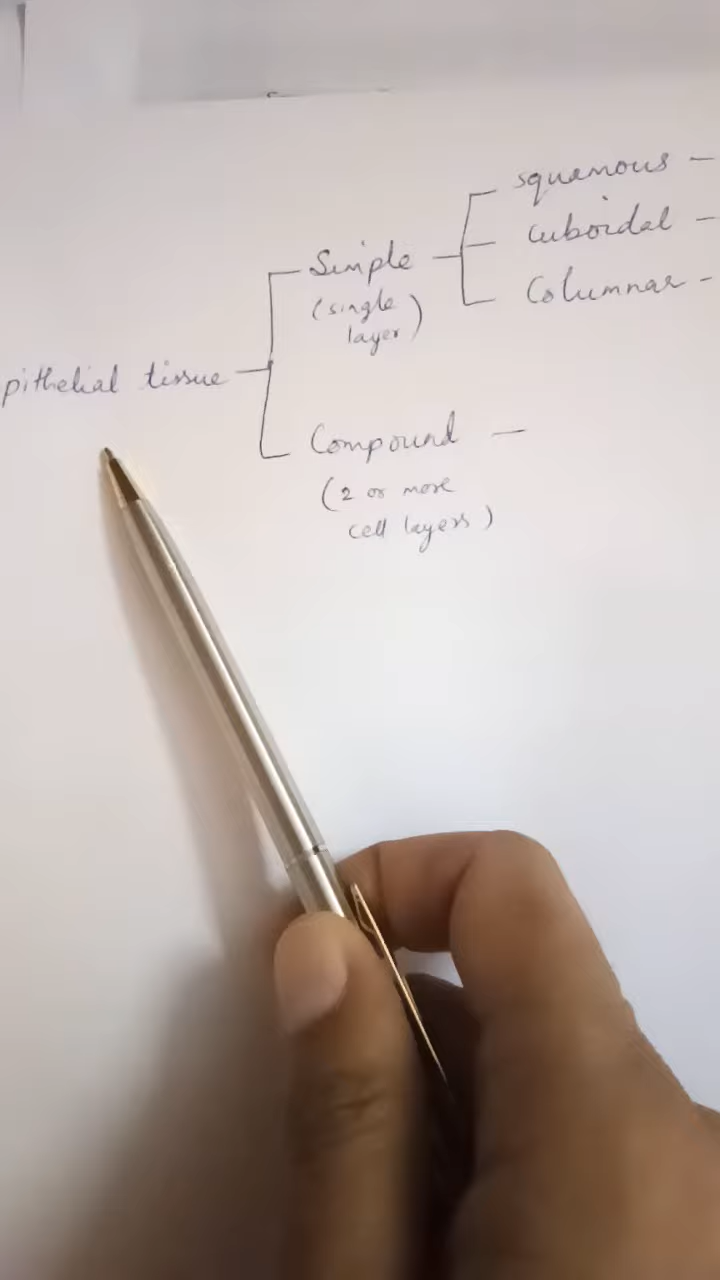 squamous -
cuboidal -
Columnar -
Simple
(single
layer)
pithelial tissue
Compound -
(2 or more
cell layers)